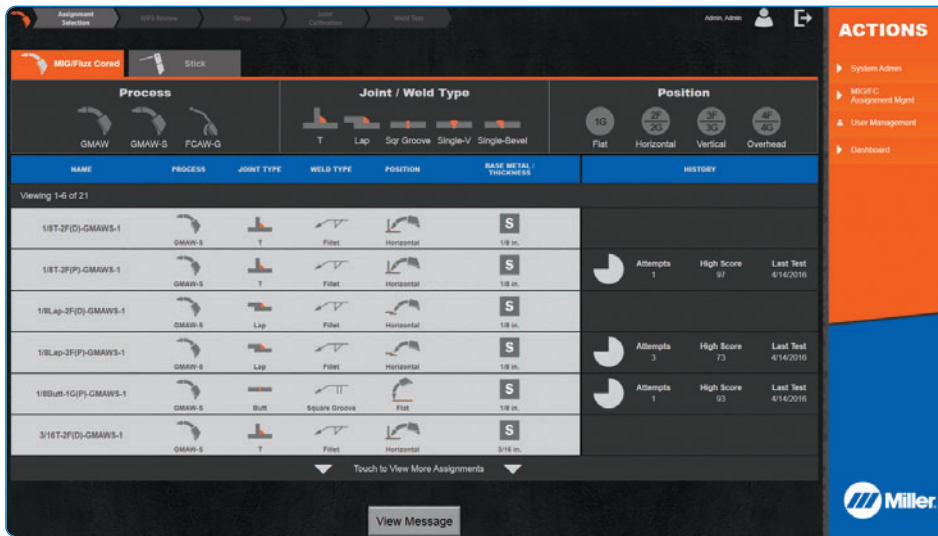 Assignment
Selection
WPS Review
Setup
Joint
Calibration
Weld Test
Admin, Admin
MIG/Flux Cored
Stick
Process
GMAW
GMAW-S
FCAW-G
Joint / Weld Type
T
Lap
Sqr Groove
Single-V
Single-Bevel
Position
1G
2F
2G
3F
3G
4F
4G
Flat
Horizontal
Vertical
Overhead
NAME
PROCESS
JOINT TYPE
WELD TYPE
POSITION
BASE METAL /
THICKNESS
HISTORY
Viewing 1-6 of 21
1/8T-2F(D)-GMAWS-1
GMAW-S
T
Fillet
Horizontal
S
1/8 in.
1/8T-2F(P)-GMAWS-1
GMAW-S
T
Fillet
Horizontal
S
1/8 in.
Attempts
1
High Score
97
Last Test
4/14/2016
1/8Lap-2F(D)-GMAWS-1
GMAW-S
Lap
Fillet
Horizontal
S
1/8 in.
1/8Lap-2F(P)-GMAWS-1
GMAW-S
Lap
Fillet
Horizontal
S
1/8 in.
Attempts
3
High Score
73
Last Test
4/14/2016
1/8Butt-1G(P)-GMAWS-1
GMAW-S
Butt
Square Groove
Flat
S
1/8 in.
Attempts
1
High Score
93
Last Test
4/14/2016
3/16T-2F(D)-GMAWS-1
GMAW-S
T
Fillet
Horizontal
S
3/16 in.
Touch to View More Assignments
View Message
ACTIONS
System Admin
MIG/FC
Assignment Mgmt
User Management
Dashboard
Miller.